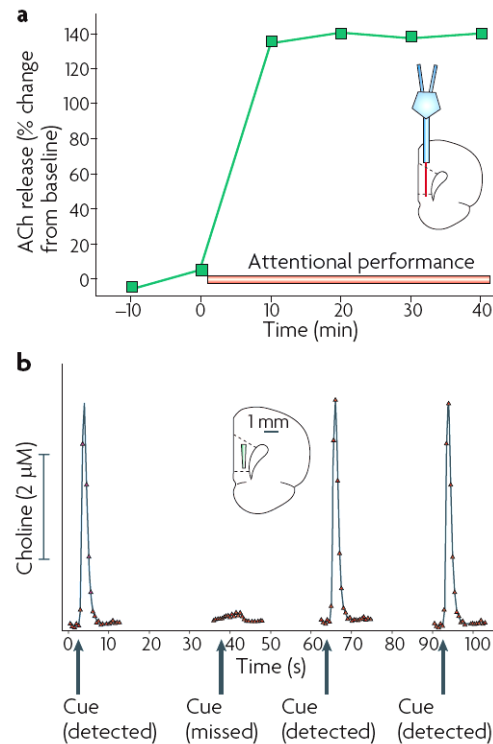 a
ACh release (% change
from baseline)
140
120
100
80
60
40
20
0
Attentional performance
–10 0 10 20 30 40
Time (min)
b
1 mm
Choline (2 μM)
0 10 20 30 40 50 60 70 80 90 100
Time (s)
Cue Cue Cue Cue
(detected) (missed) (detected) (detected)